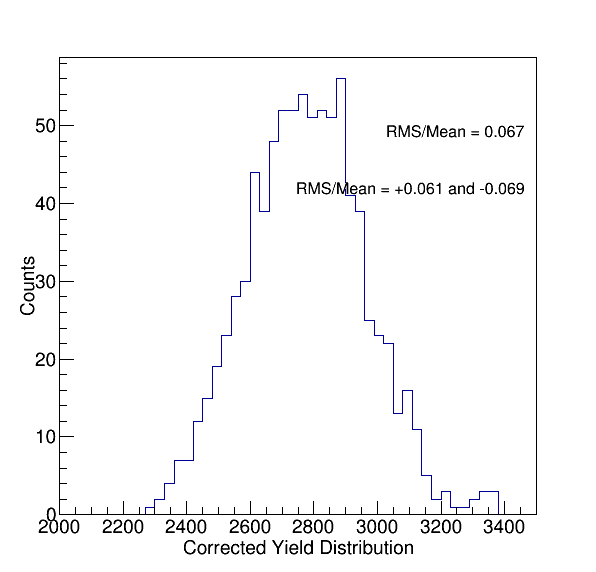 50
RMS/Mean = 0.067
RMS/Mean = +0.061 and -0.069
40
Counts
30
20
10
0
2000 2200 2400 2600 2800 3000 3200 3400
Corrected Yield Distribution